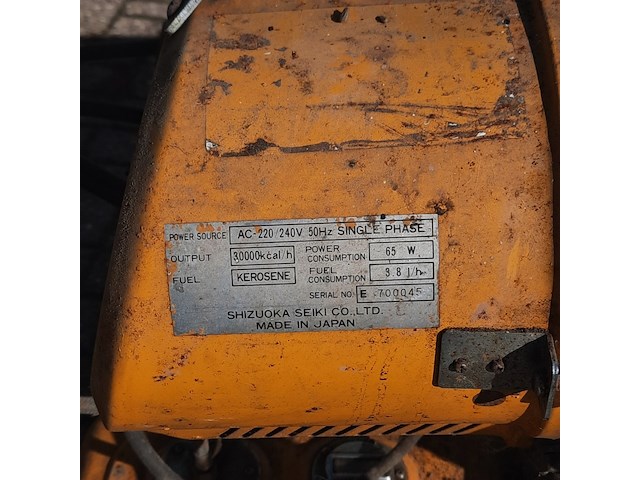 POWER SOURCE AC-220/240V 50Hz SINGLE PHASE
OUTPUT 30000kcal/h POWER CONSUMPTION 65 W
FUEL KEROSENE FUEL CONSUMPTION 3.8 l/h
SERIAL NO. E-700045
SHIZUOKA SEIKI CO.,LTD.
MADE IN JAPAN